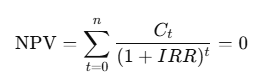 NPV = \sum_{t=0}^{n} \frac{C_t}{(1 + IRR)^t} = 0